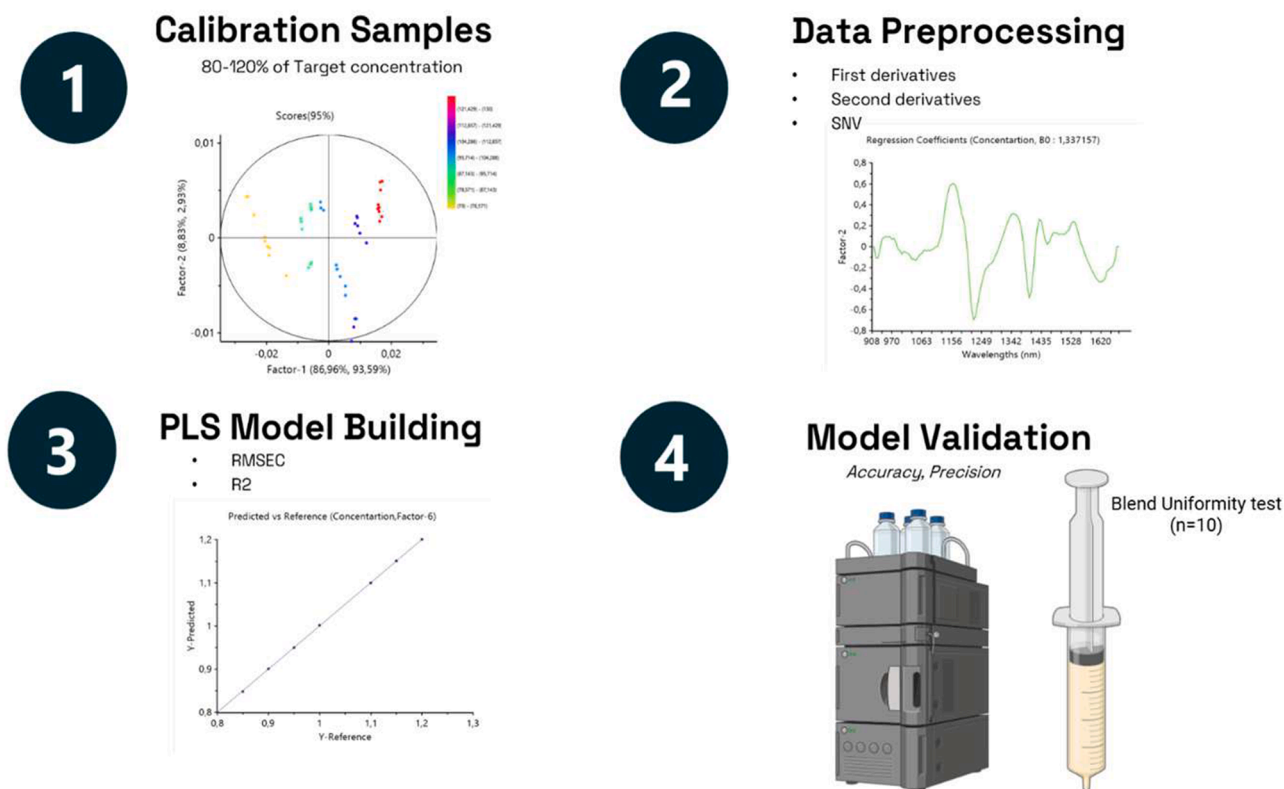 1
Calibration Samples
80-120% of Target concentration
Scores(95%)
0,01
0
-0,01
Factor-2 (8,83%, 2,93%)
-0,02
0
0,02
Factor-1 (86,96%, 93,59%)
2
Data Preprocessing
• First derivatives
• Second derivatives
• SNV
Regression Coefficients (Concentartion, B0 : 1,337157)
0,8
0,6
0,4
0,2
0
-0,2
-0,4
-0,6
-0,8
Factor-2
908 970 1063 1156 1249 1342 1435 1528 1620
Wavelengths (nm)
3
PLS Model Building
• RMSEC
• R2
Predicted vs Reference (Concentartion,Factor-6)
1,2
1,1
1
0,9
0,8
Y-Predicted
0,8 0,9 1 1,1 1,2 1,3
Y-Reference
4
Model Validation
Accuracy, Precision
Blend Uniformity test
(n=10)